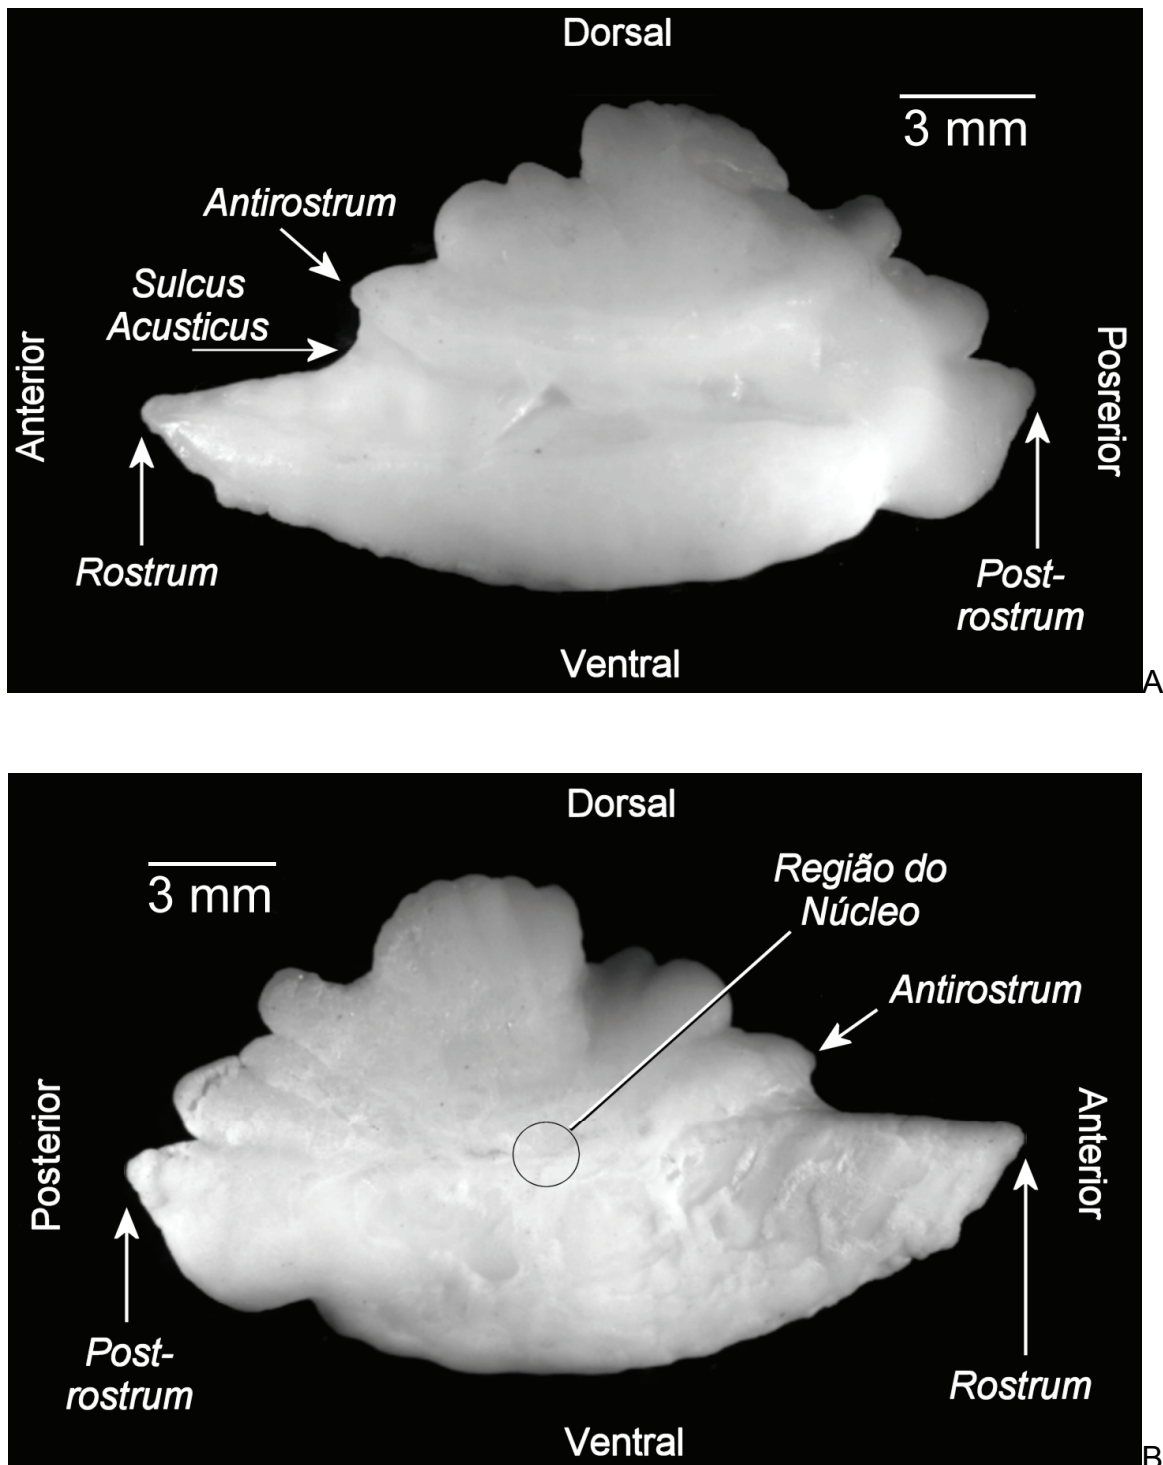 Dorsal
3 mm
Antirostrum
Sulcus
Acusticus
Anterior
Posrerior
Rostrum
Post-
rostrum
Ventral
A
Dorsal
3 mm
Região do
Núcleo
Antirostrum
Posterior
Anterior
Post-
rostrum
Rostrum
Ventral
B